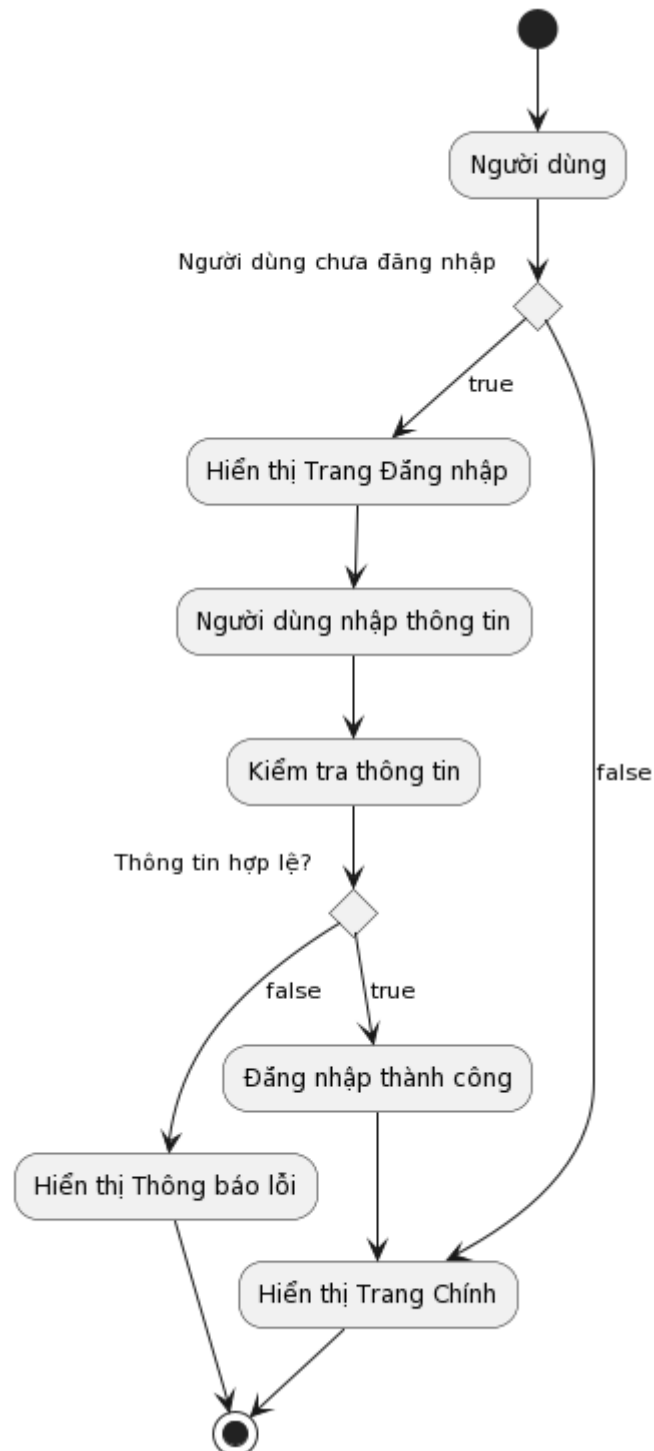 Người dùng
Người dùng chưa đăng nhập
true
Hiển thị Trang Đăng nhập
Người dùng nhập thông tin
Kiểm tra thông tin
false
Thông tin hợp lệ?
false
true
Đăng nhập thành công
Hiển thị Thông báo lỗi
Hiển thị Trang Chính